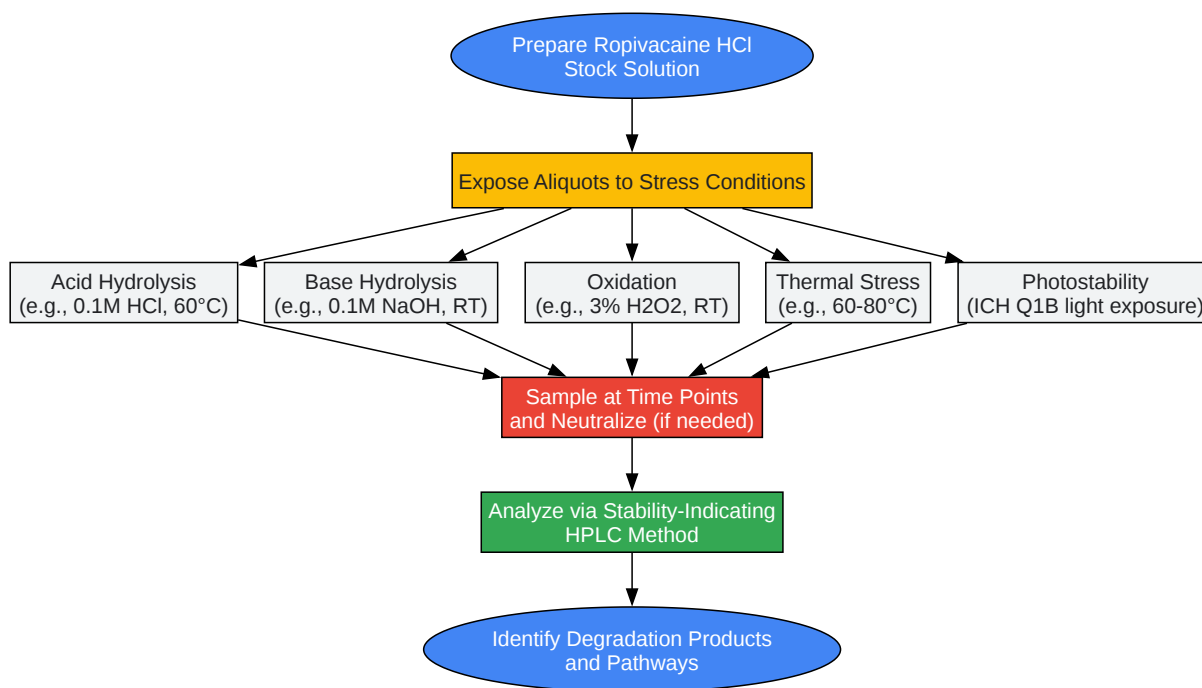 Prepare Ropivacaine HCl
Stock Solution
Expose Aliquots to Stress Conditions
Acid Hydrolysis
(e.g., 0.1M HCl, 60°C)
Base Hydrolysis
(e.g., 0.1M NaOH, RT)
Oxidation
(e.g., 3% H2O2, RT)
Thermal Stress
(e.g., 60-80°C)
Photostability
(ICH Q1B light exposure)
Sample at Time Points
and Neutralize (if needed)
Analyze via Stability-Indicating
HPLC Method
Identify Degradation Products
and Pathways